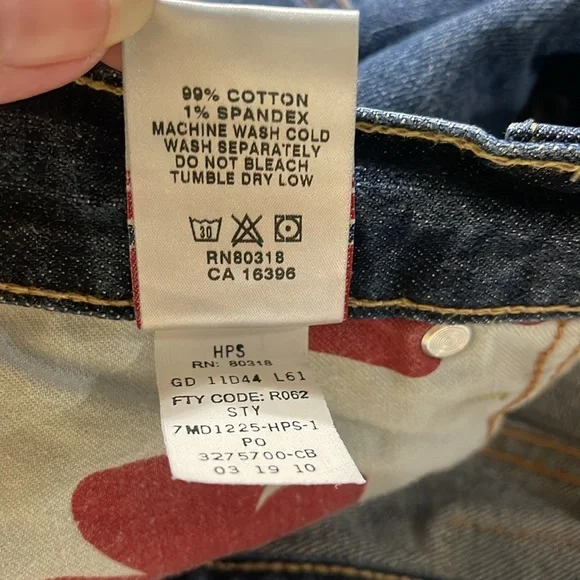 99% COTTON
1% SPANDEX
MACHINE WASH COLD
WASH SEPARATELY
DO NOT BLEACH
TUMBLE DRY LOW
30
RN80318
CA 16396
HPS
RN: 80318
GD 11D44 L61
FTY CODE: R062
STY
7MD1225-HPS-1
PO
3275700-CB
03 19 10